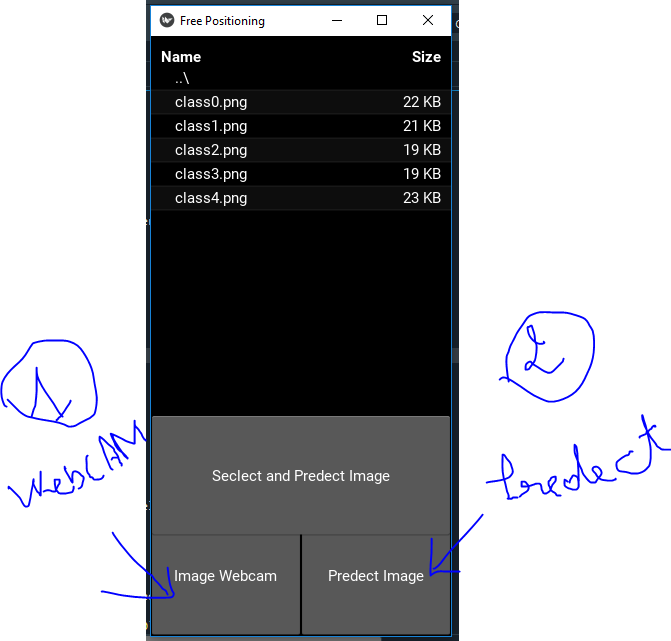 Free Positioning
Name Size
..\
class0.png 22 KB
class1.png 21 KB
class2.png 19 KB
class3.png 19 KB
class4.png 23 KB
1
WebCAM
2
Predect
Seclect and Predect Image
Image Webcam Predect Image